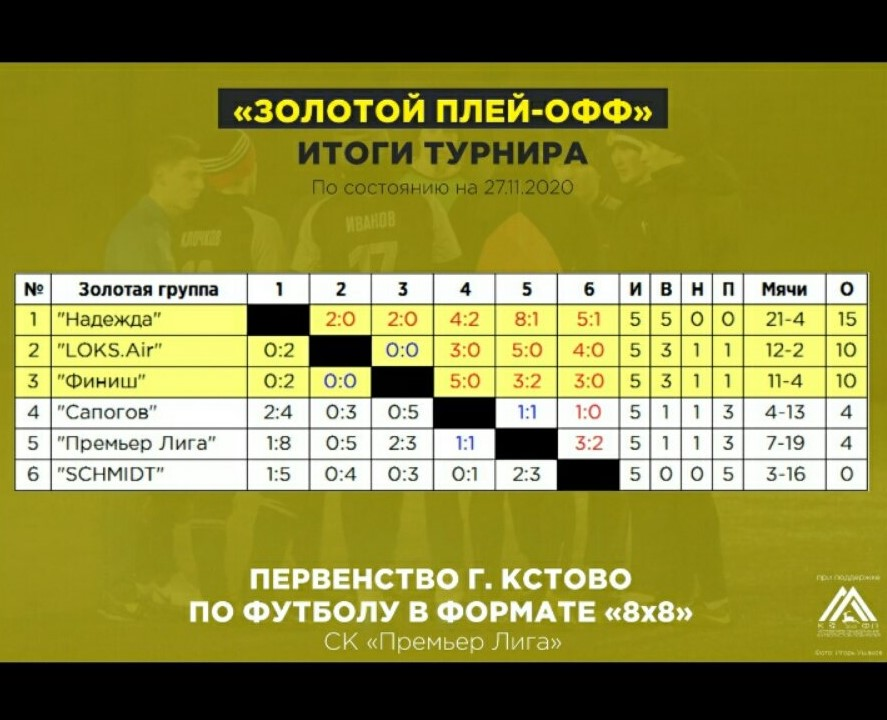 «ЗОЛОТОЙ ПЛЕЙ-ОФФ»
ИТОГИ ТУРНИРА
По состоянию на 27.11.2020
КЛОЧКОВ
ИВАНОВ
№ Золотая группа 1 2 3 4 5 6 И В Н П Мячи О
1 "Надежда" 2:0 2:0 4:2 8:1 5:1 5 5 0 0 21-4 15
2 "LOKS.Air" 0:2 0:0 3:0 5:0 4:0 5 3 1 1 12-2 10
3 "Финиш" 0:2 0:0 5:0 3:2 3:0 5 3 1 1 11-4 10
4 "Сапогов" 2:4 0:3 0:5 1:1 1:0 5 1 1 3 4-13 4
5 "Премьер Лига" 1:8 0:5 2:3 1:1 3:2 5 1 1 3 7-19 4
6 "SCHMIDT" 1:5 0:4 0:3 0:1 2:3 5 0 0 5 3-16 0
ПЕРВЕНСТВО Г. КСТОВО
ПО ФУТБОЛУ В ФОРМАТЕ «8х8»
СК «Премьер Лига»
при поддержке